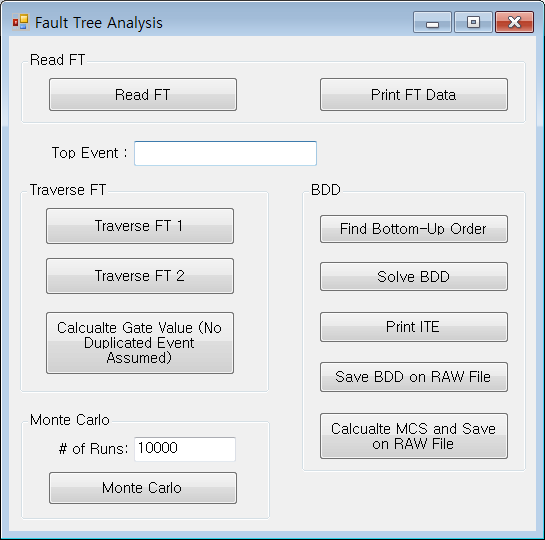 Fault Tree Analysis
Read FT
Read FT
Print FT Data
Top Event :
Traverse FT
Traverse FT 1
Traverse FT 2
Calcualte Gate Value (No
Duplicated Event
Assumed)
BDD
Find Bottom-Up Order
Solve BDD
Print ITE
Save BDD on RAW File
Calcualte MCS and Save
on RAW File
Monte Carlo
# of Runs: 10000
Monte Carlo